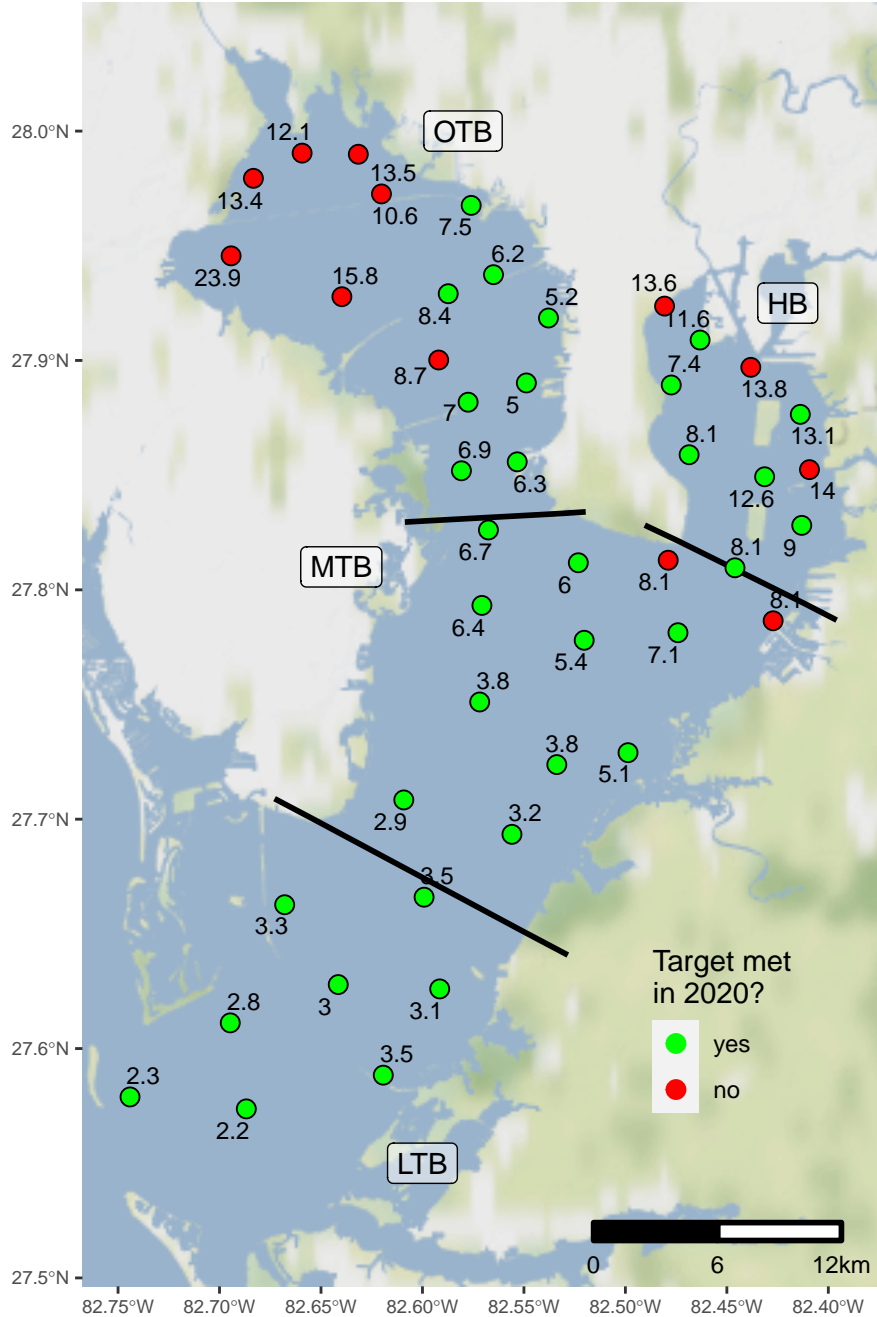 28.0°N
12.1
OTB
13.5
13.4
10.6
7.5
6.2
23.9
15.8
5.2
13.6
8.4
HB
11.6
27.9°N
7.4
8.7
13.8
5
7
13.1
8.1
6.9
6.3
14
12.6
6.7
8.1
9
MTB
6
8.1
27.8°N
8.1
6.4
5.4
7.1
3.8
3.8
5.1
3.2
27.7°N
2.9
3.5
3.3
Target met
in 2020?
2.8
3
3.1
yes
27.6°N
3.5
2.3
no
2.2
LTB
0
6
12km
27.5°N
82.75°W
82.70°W
82.65°W
82.60°W
82.55°W
82.50°W
82.45°W
82.40°W